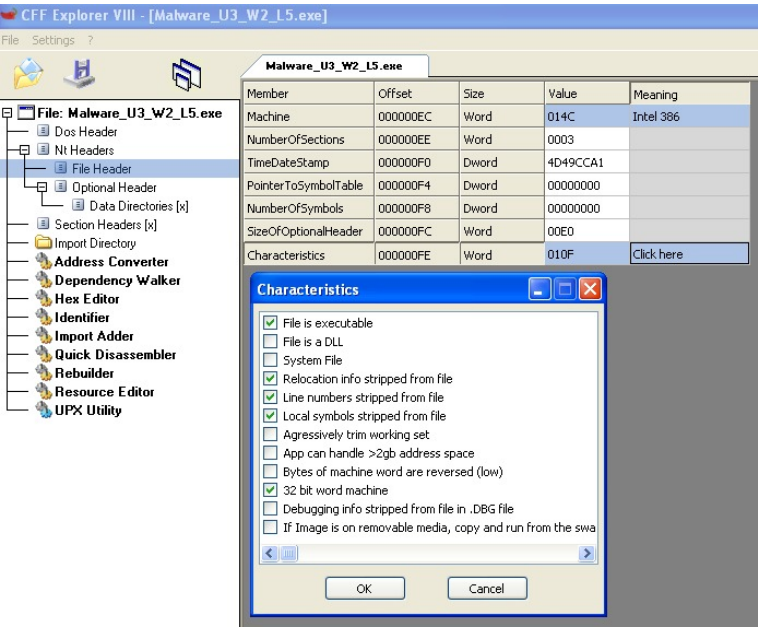 CFF Explorer VIII - [Malware_U3_W2_L5.exe]
File Settings ?
Malware_U3_W2_L5.exe
File: Malware_U3_W2_L5.exe
Dos Header
Nt Headers
File Header
Optional Header
Data Directories [x]
Section Headers [x]
Import Directory
Address Converter
Dependency Walker
Hex Editor
Identifier
Import Adder
Quick Disassembler
Rebuilder
Resource Editor
UPX Utility
Member Offset Size Value Meaning
Machine 000000EC Word 014C Intel 386
NumberOfSections 000000EE Word 0003
TimeDateStamp 000000F0 Dword 4D49CCA1
PointerToSymbolTable 000000F4 Dword 00000000
NumberOfSymbols 000000F8 Dword 00000000
SizeOfOptionalHeader 000000FC Word 00E0
Characteristics 000000FE Word 010F Click here
Characteristics
File is executable
File is a DLL
System File
Relocation info stripped from file
Line numbers stripped from file
Local symbols stripped from file
Agressively trim working set
App can handle >2gb address space
Bytes of machine word are reversed (low)
32 bit word machine
Debugging info stripped from file in .DBG file
If Image is on removable media, copy and run from the swa
OK Cancel